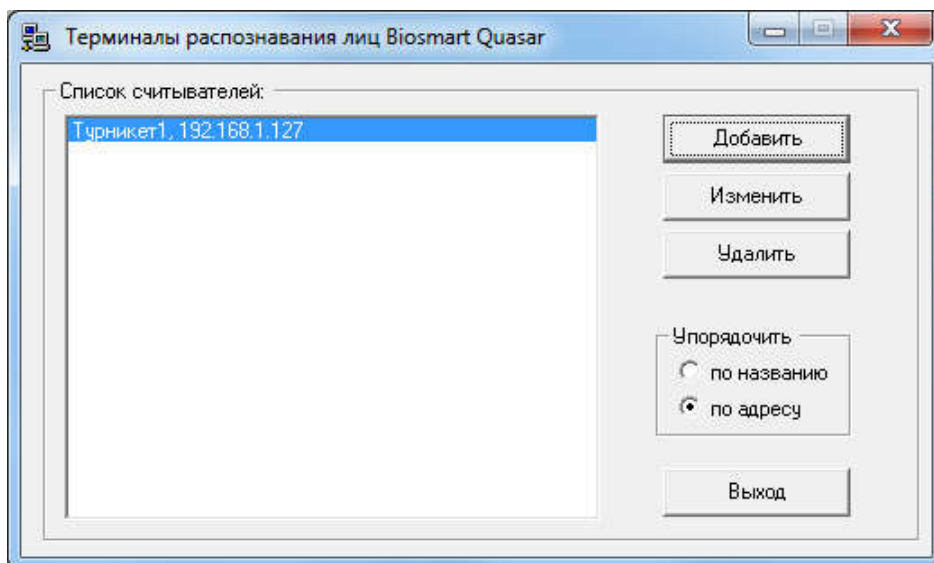 Терминалы распознавания лиц Biosmart Quasar
Список считывателей:
Турникет1, 192.168.1.127
Добавить
Изменить
Удалить
Упорядочить
по названию
по адресу
Выход